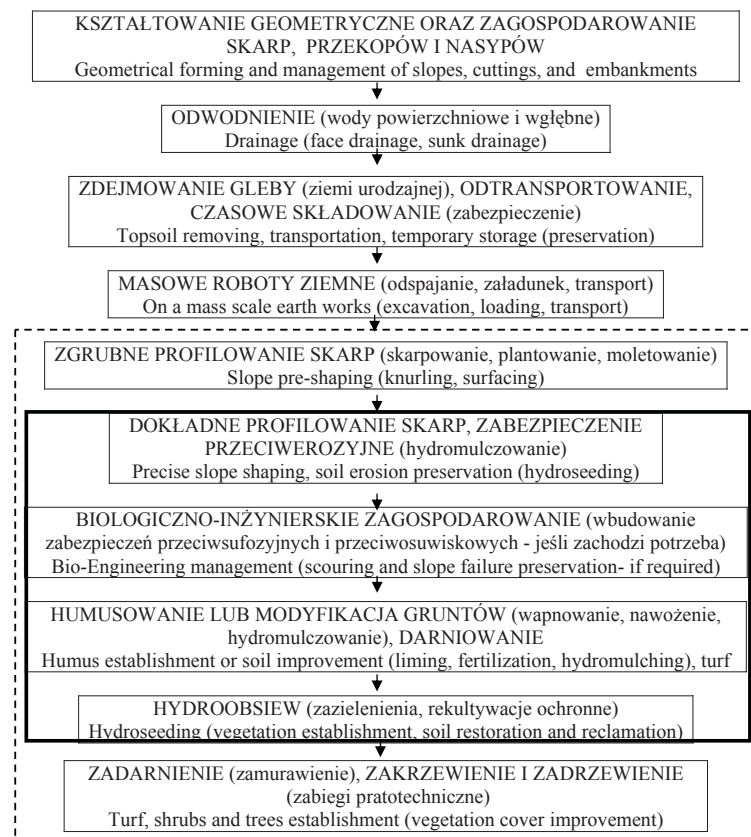 KSZTAŁTOWANIE GEOMETRYCZNE ORAZ ZAGOSPODAROWANIE
SKARP, PRZEKOPÓW I NASYPÓW
Geometrical forming and management of slopes, cuttings, and embankments
ODWODNIENIE (wody powierzchniowe i wgłębne)
Drainage (face drainage, sunk drainage)
ZDEJMOWANIE GLEBY (ziemi urodzajnej), ODTRANSPORTOWANIE,
CZASOWE SKŁADOWANIE (zabezpieczenie)
Topsoil removing, transportation, temporary storage (preservation)
MASOWE ROBOTY ZIEMNE (odspajanie, załadunek, transport)
On a mass scale earth works (excavation, loading, transport)
ZGRUBNE PROFILOWANIE SKARP (skarpowanie, plantowanie, moletowanie)
Slope pre-shaping (knurling, surfacing)
DOKŁADNE PROFILOWANIE SKARP, ZABEZPIECZENIE
PRZECIWEROZYJNE (hydromulczowanie)
Precise slope shaping, soil erosion preservation (hydroseeding)
BIOLOGICZNO-INŻYNIERSKIE ZAGOSPODAROWANIE (wbudowanie
zabezpieczeń przeciwsufozyjnych i przeciwosuwiskowych - jeśli zachodzi potrzeba)
Bio-Engineering management (scouring and slope failure preservation- if required)
HUMUSOWANIE LUB MODYFIKACJA GRUNTÓW (wapnowanie, nawożenie,
hydromulczowanie), DARNIOWANIE
Humus establishment or soil improvement (liming, fertilization, hydromulching), turf
HYDROOBSIEW (zazielenienia, rekultywacje ochronne)
Hydroseeding (vegetation establishment, soil restoration and reclamation)
ZADARNIENIE (zamurawienie), ZAKRZEWIENIE I ZADRZEWIENIE
(zabiegi pratotechniczne)
Turf, shrubs and trees establishment (vegetation cover improvement)